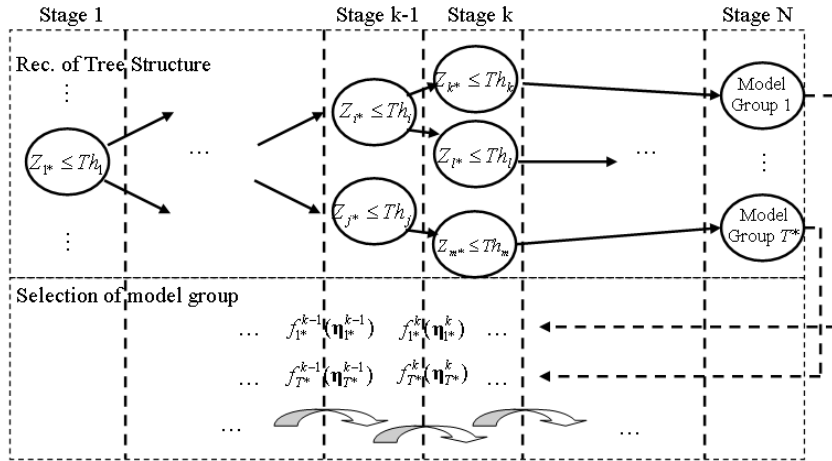 Stage 1 Stage k-1 Stage k Stage N
Rec. of Tree Structure
⋮
Z_{1*} ≤ Th_1
⋮
…
Z_{i*} ≤ Th_i
Z_{j*} ≤ Th_j
Z_{k*} ≤ Th_k
Z_{l*} ≤ Th_l
Z_{m*} ≤ Th_m
…
Model
Group 1
⋮
Model
Group T*
Selection of model group
… f_{1*}^{k-1}(η_{1*}^{k-1}) f_{1*}^{k}(η_{1*}^{k}) …
… f_{T*}^{k-1}(η_{T*}^{k-1}) f_{T*}^{k}(η_{T*}^{k}) …
… …